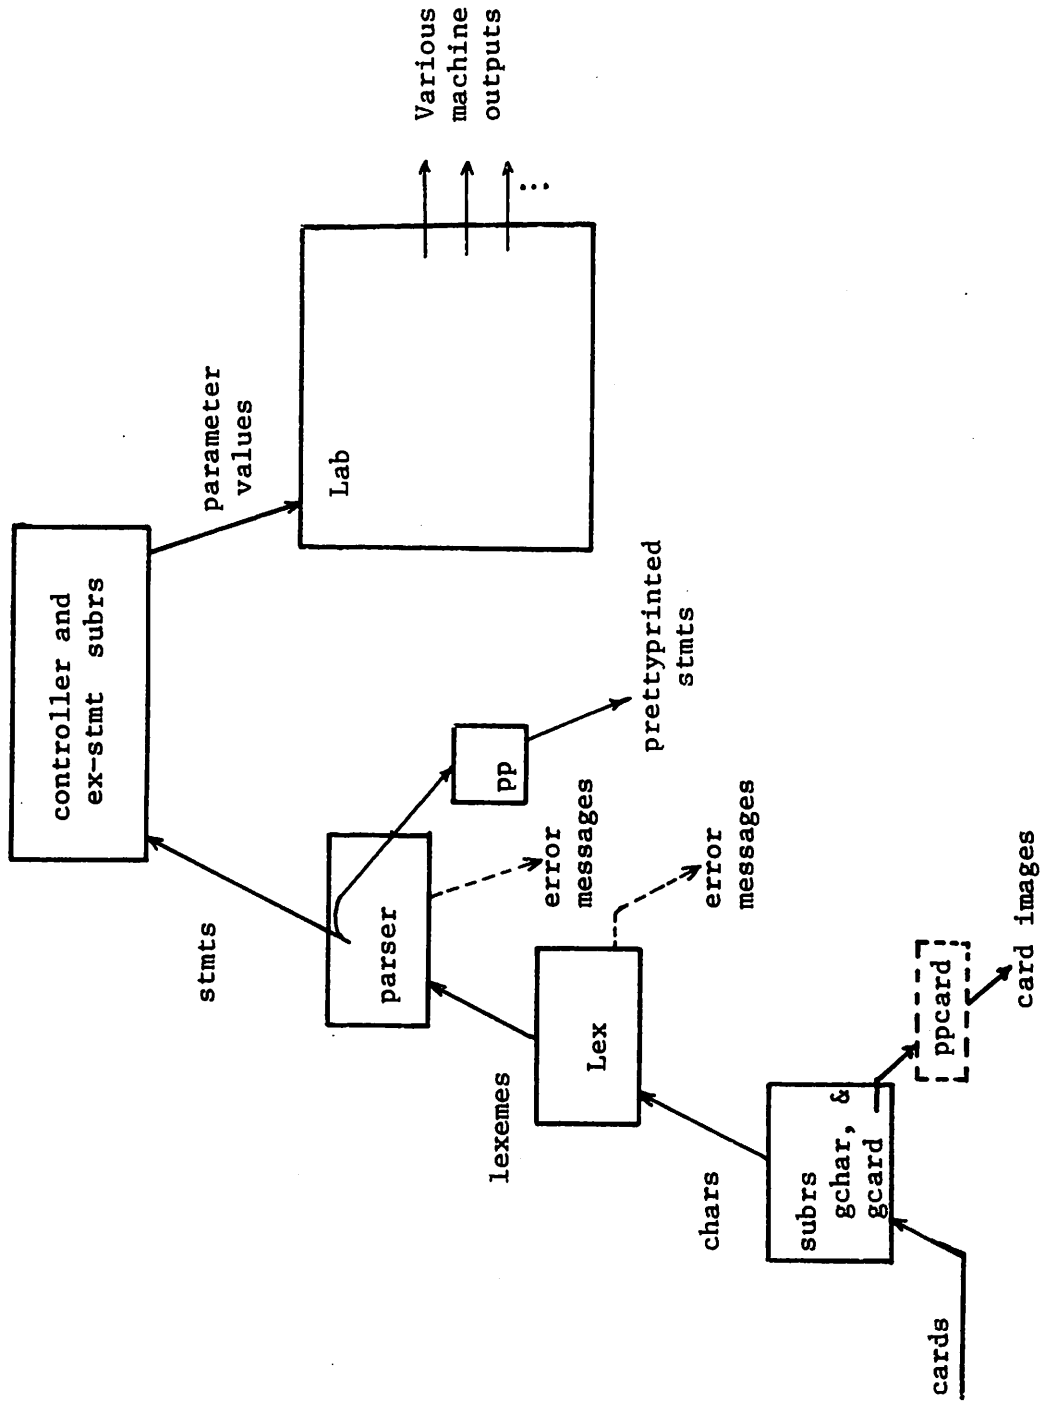 controller and
ex-stmt subrs
parameter
values
Lab
Various
machine
outputs
...
stmts
parser
pp
prettyprinted
stmts
error
messages
lexemes
Lex
error
messages
chars
subrs
gchar, &
gcard
ppcard
card images
cards